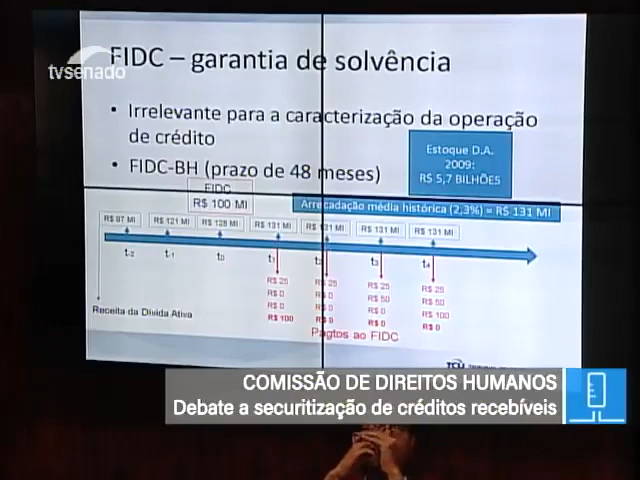 tvsenado
FIDC – garantia de solvência
• Irrelevante para a caracterização da operação
de crédito
• FIDC-BH (prazo de 48 meses)
Estoque D.A.
2009:
R$ 5,7 BILHÕES
FIDC
R$ 100 MI
Arrecadação média histórica (2,3%) = R$ 131 MI
R$ 87 MI R$ 121 MI R$ 128 MI R$ 131 MI R$ 131 MI R$ 131 MI R$ 131 MI
t-2 t-1 t0 t1 t2 t3 t4
R$ 25 R$ 25 R$ 25 R$ 25
R$ 0 R$ 0 R$ 50 R$ 50
R$ 0 R$ 0 R$ 0 R$ 100
R$ 100 R$ 0 R$ 0 R$ 0
Receita da Dívida Ativa
Pagtos ao FIDC
TCU
COMISSÃO DE DIREITOS HUMANOS
Debate a securitização de créditos recebíveis